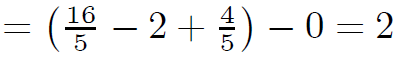 = (16/5 − 2 + 4/5) − 0 = 2